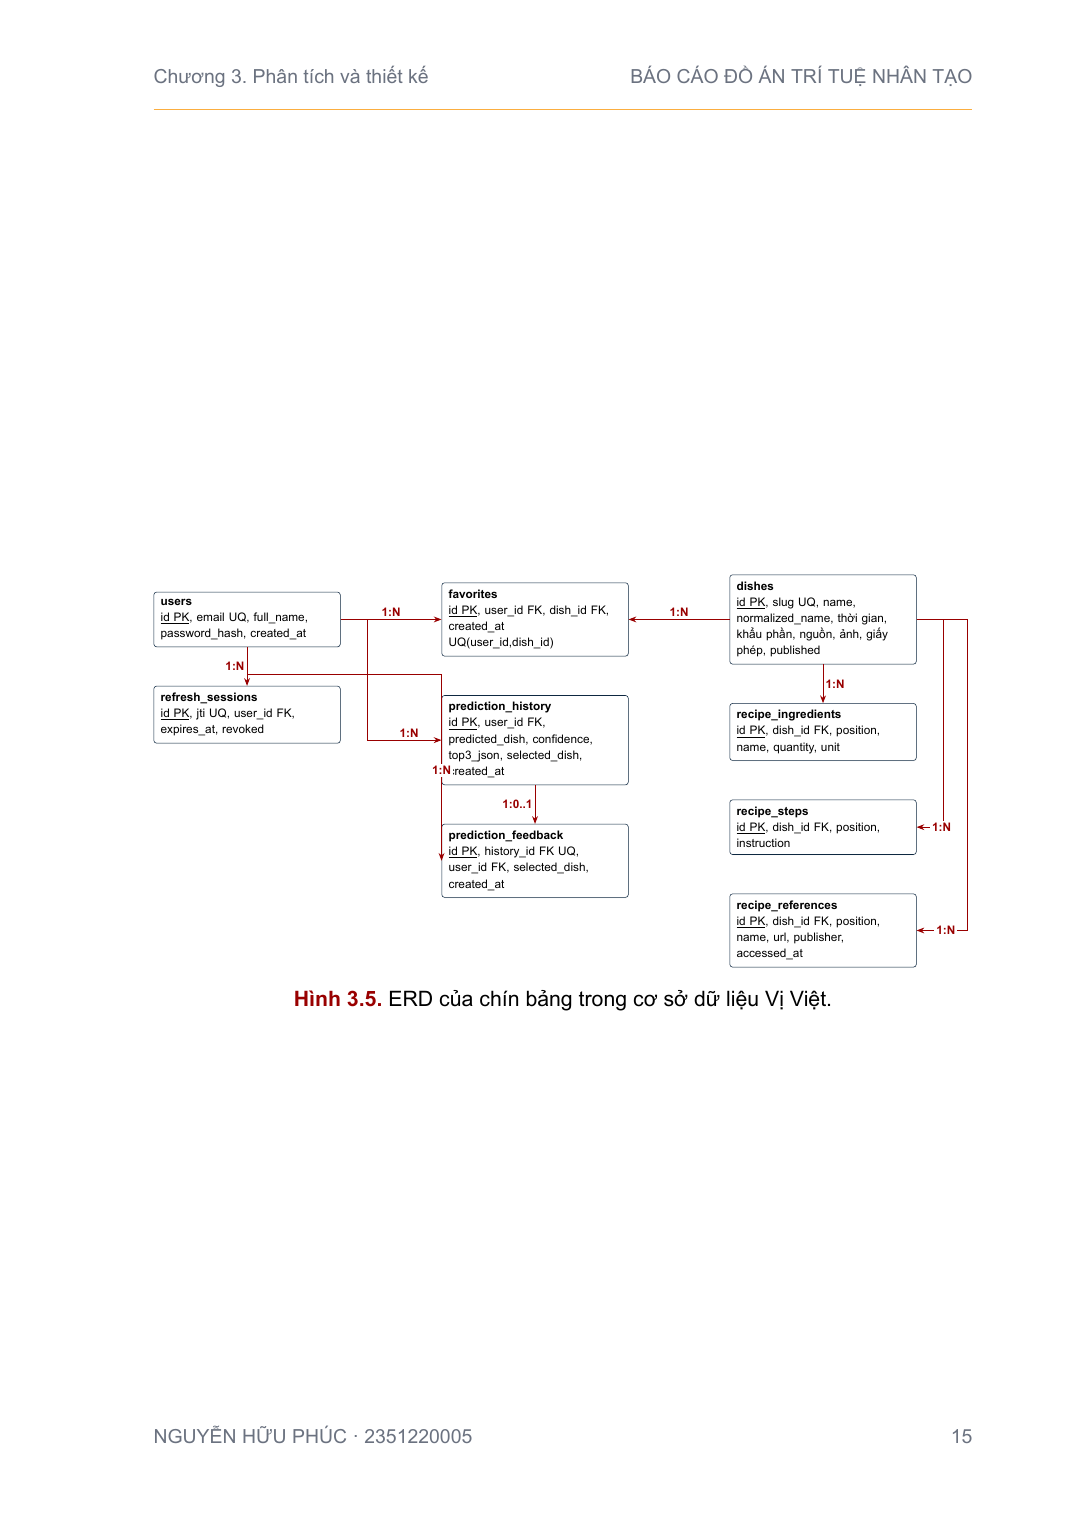 Chương 3. Phân tích và thiết kế
BÁO CÁO ĐỒ ÁN TRÍ TUỆ NHÂN TẠO
users
id PK, email UQ, full_name,
password_hash, created_at
1:N
favorites
id PK, user_id FK, dish_id FK,
created_at
UQ(user_id,dish_id)
1:N
dishes
id PK, slug UQ, name,
normalized_name, thời gian,
khẩu phần, nguồn, ảnh, giấy
phép, published
1:N
refresh_sessions
id PK, jti UQ, user_id FK,
expires_at, revoked
1:N
prediction_history
id PK, user_id FK,
predicted_dish, confidence,
top3_json, selected_dish,
created_at
1:N
1:0..1
prediction_feedback
id PK, history_id FK UQ,
user_id FK, selected_dish,
created_at
1:N
recipe_ingredients
id PK, dish_id FK, position,
name, quantity, unit
recipe_steps
id PK, dish_id FK, position,
instruction
1:N
recipe_references
id PK, dish_id FK, position,
name, url, publisher,
accessed_at
1:N
Hình 3.5. ERD của chín bảng trong cơ sở dữ liệu Vị Việt.
NGUYỄN HỮU PHÚC · 2351220005
15